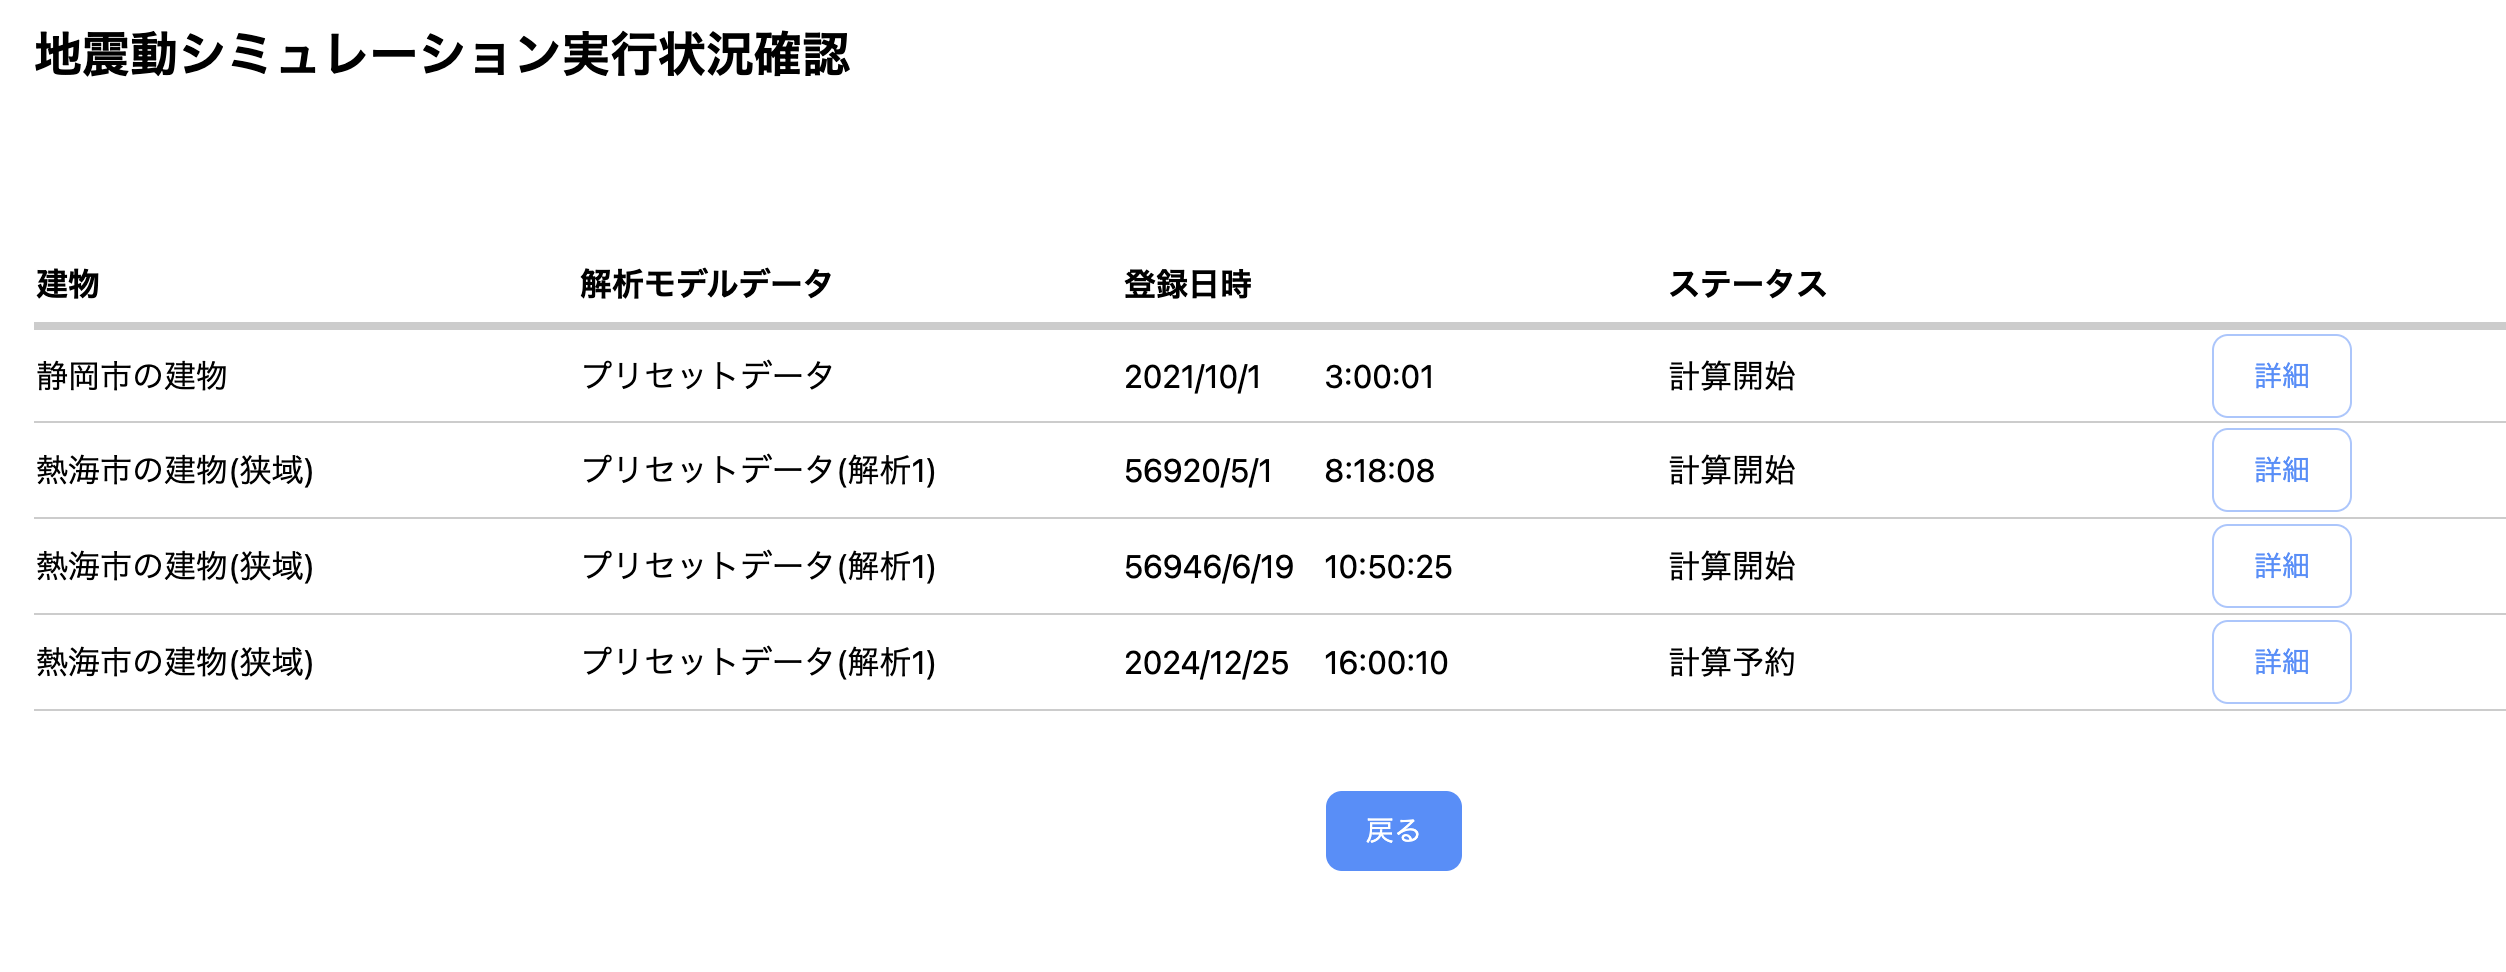 地震動シミュレーション実行状況確認
建物 解析モデルデータ 登録日時 ステータス
静岡市の建物 プリセットデータ 2021/10/1 3:00:01 計算開始 詳細
熱海市の建物(狭域) プリセットデータ(解析1) 56920/5/1 8:18:08 計算開始 詳細
熱海市の建物(狭域) プリセットデータ(解析1) 56946/6/19 10:50:25 計算開始 詳細
熱海市の建物(狭域) プリセットデータ(解析1) 2024/12/25 16:00:10 計算予約 詳細
戻る